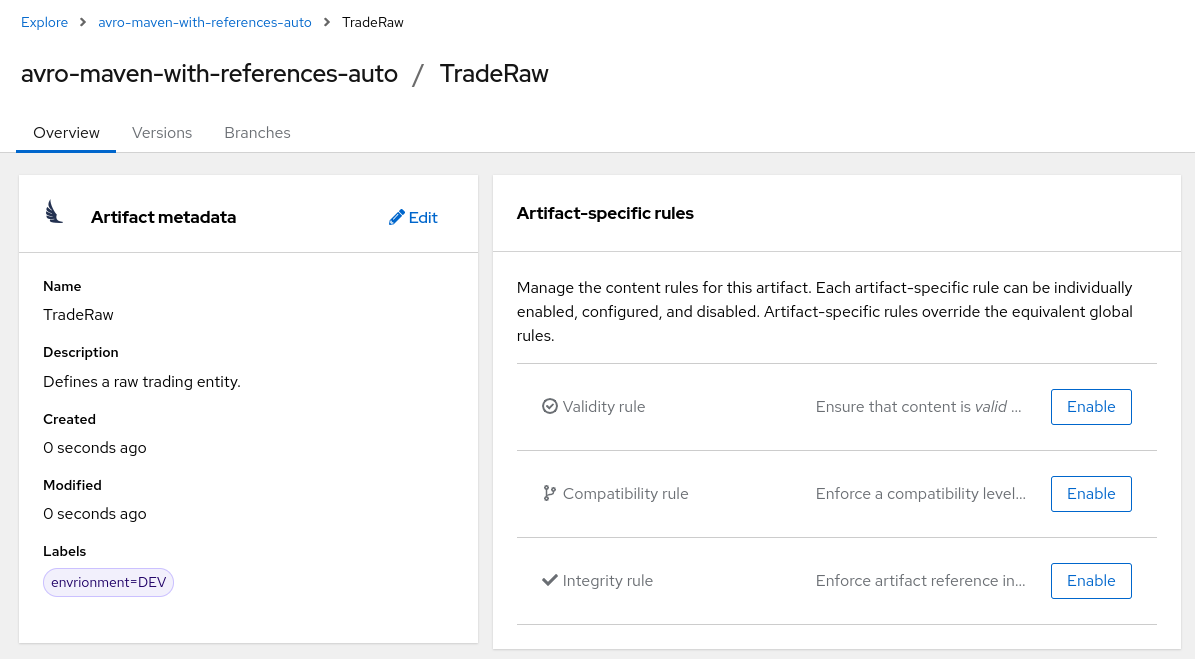 Explore > avro-maven-with-references-auto > TradeRaw
avro-maven-with-references-auto / TradeRaw
Overview Versions Branches
Artifact metadata
Edit
Name
TradeRaw
Description
Defines a raw trading entity.
Created
0 seconds ago
Modified
0 seconds ago
Labels
envrionment=DEV
Artifact-specific rules
Manage the content rules for this artifact. Each artifact-specific rule can be individually
enabled, configured, and disabled. Artifact-specific rules override the equivalent global
rules.
Validity rule Ensure that content is valid ... Enable
Compatibility rule Enforce a compatibility level... Enable
Integrity rule Enforce artifact reference in... Enable